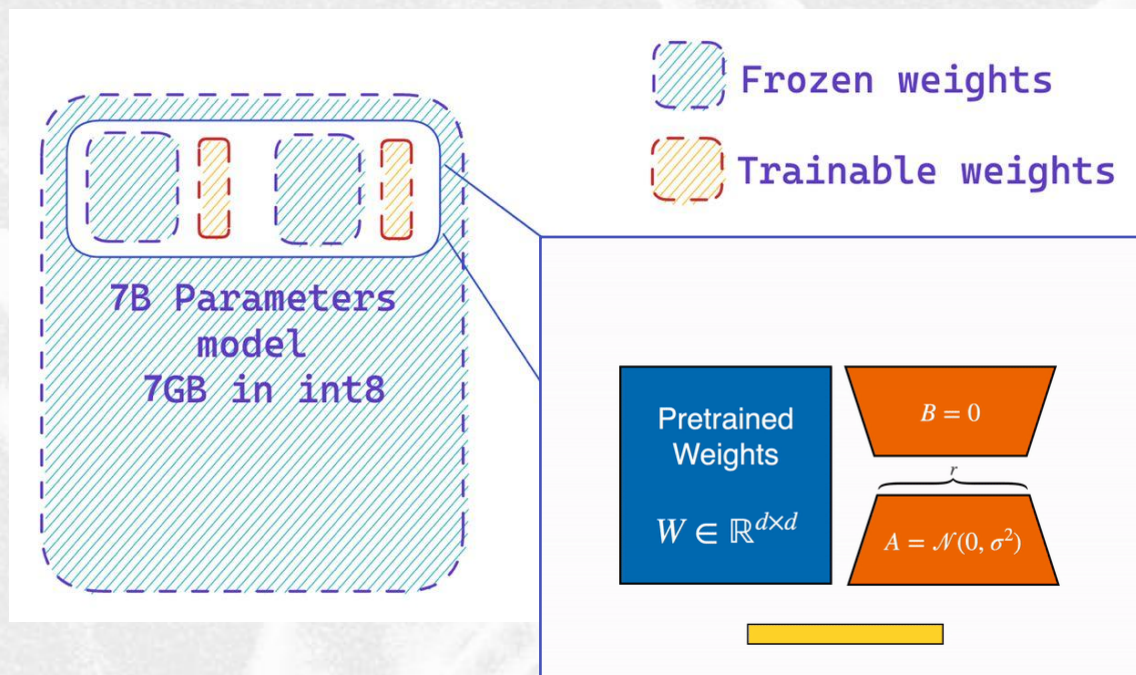 Frozen weights
Trainable weights
7B Parameters
model
7GB in int8
Pretrained
Weights
W ∈ ℝ^{d×d}
B = 0
r
A = 𝒩(0, σ²)